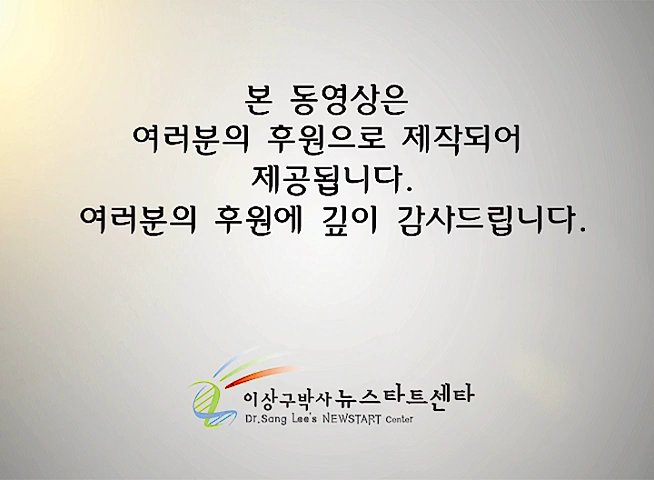 본 동영상은
여러분의 후원으로 제작되어
제공됩니다.
여러분의 후원에 깊이 감사드립니다.
이상구박사 뉴스타트센타
Dr.Sang Lee's NEWSTART Center